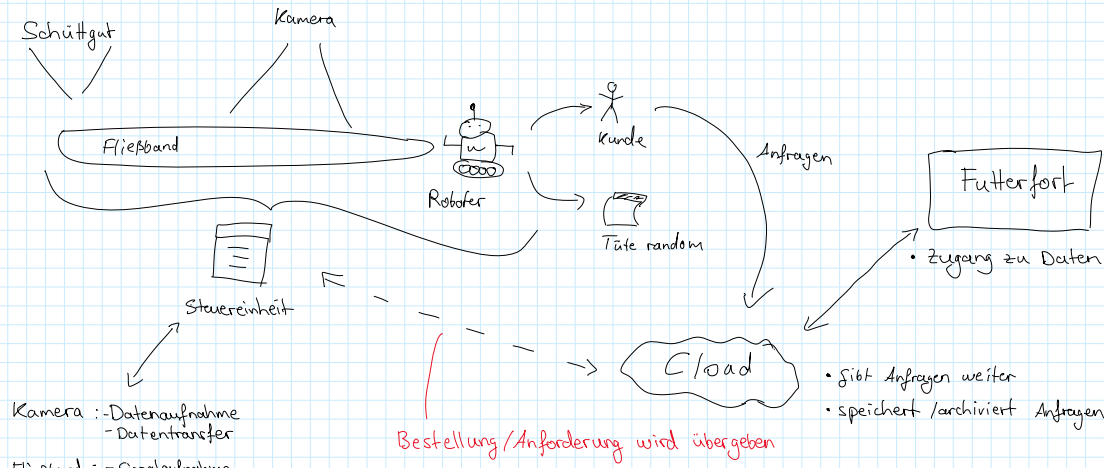 Schüttgut
Kamera
Fließband
Roboter
Kunde
Anfragen
Tüte random
Futterfort
• Zugang zu Daten
Steuereinheit
Cload
• gibt Anfragen weiter
• speichert /archiviert Anfragen
Kamera :-Datenaufnahme
-Datentransfer
Bestellung/Anforderung wird übergeben